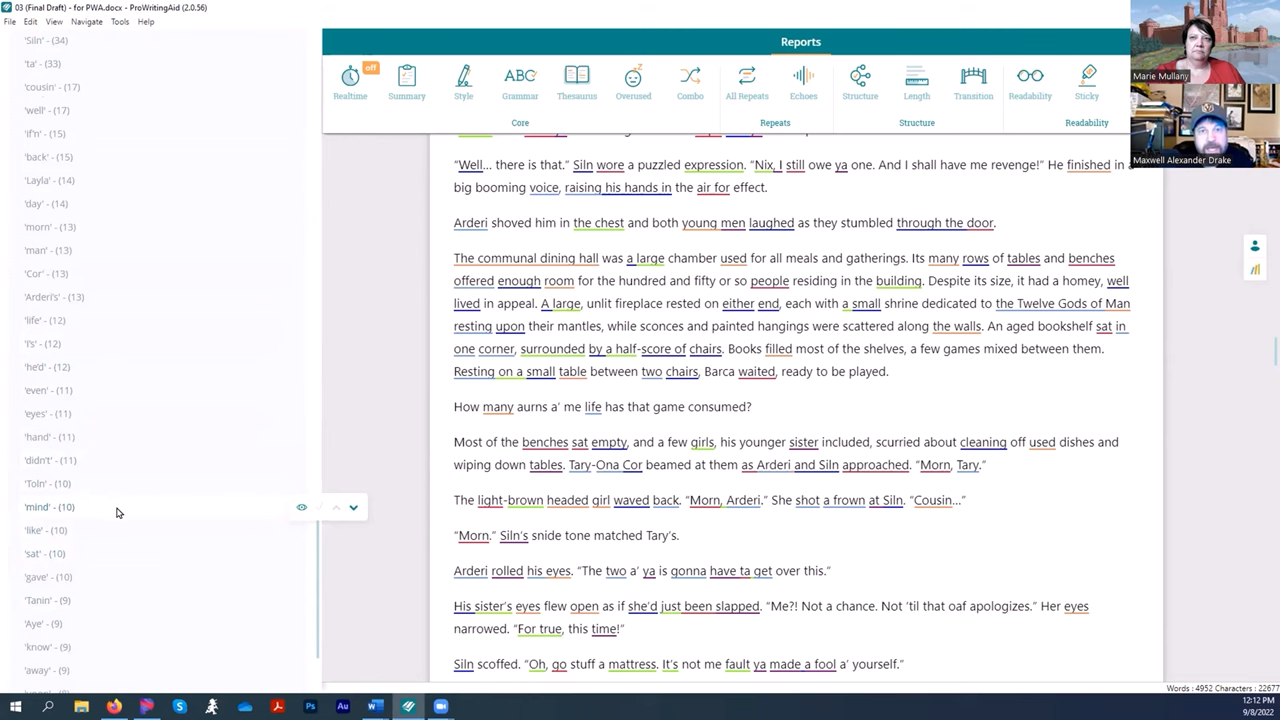 03 (Final Draft) - for PWA.docx - ProWritingAid (2.0.56)
File Edit View Navigate Tools Help
'Siln' - (34)
'ta' - (33)
'cousin' - (17)
'well' - (17)
'if'n' - (15)
'back' - (15)
'Layla' - (14)
'day' - (14)
'morn' - (13)
'man' - (13)
'Cor' - (13)
'Arderi's' - (13)
'life' - (12)
'I's' - (12)
'he'd' - (12)
'even' - (11)
'eyes' - (11)
'hand' - (11)
'didn't' - (11)
'Toln' - (10)
'mind' - (10)
'like' - (10)
'sat' - (10)
'gave' - (10)
'Tanin' - (9)
'Aye' - (9)
'know' - (9)
'away' - (9)
Reports
off
Realtime Summary Style Grammar Thesaurus Overused Combo All Repeats Echoes Structure Length Transition Readability Sticky
Core Repeats Structure Readability
Marie Mullany
Maxwell Alexander Drake
“Well... there is that.” Siln wore a puzzled expression. “Nix, I still owe ya one. And I shall have me revenge!” He finished in a
big booming voice, raising his hands in the air for effect.
Arderi shoved him in the chest and both young men laughed as they stumbled through the door.
The communal dining hall was a large chamber used for all meals and gatherings. Its many rows of tables and benches
offered enough room for the hundred and fifty or so people residing in the building. Despite its size, it had a homey, well
lived in appeal. A large, unlit fireplace rested on either end, each with a small shrine dedicated to the Twelve Gods of Man
resting upon their mantles, while sconces and painted hangings were scattered along the walls. An aged bookshelf sat in
one corner, surrounded by a half-score of chairs. Books filled most of the shelves, a few games mixed between them.
Resting on a small table between two chairs, Barca waited, ready to be played.
How many aurns a’ me life has that game consumed?
Most of the benches sat empty, and a few girls, his younger sister included, scurried about cleaning off used dishes and
wiping down tables. Tary-Ona Cor beamed at them as Arderi and Siln approached. “Morn, Tary.”
The light-brown headed girl waved back. “Morn, Arderi.” She shot a frown at Siln. “Cousin...”
“Morn.” Siln’s snide tone matched Tary’s.
Arderi rolled his eyes. “The two a’ ya is gonna have ta get over this.”
His sister’s eyes flew open as if she’d just been slapped. “Me?! Not a chance. Not ’til that oaf apologizes.” Her eyes
narrowed. “For true, this time!”
Siln scoffed. “Oh, go stuff a mattress. It’s not me fault ya made a fool a’ yourself.”
Words : 4952 Characters : 22677
12:12 PM
9/8/2022